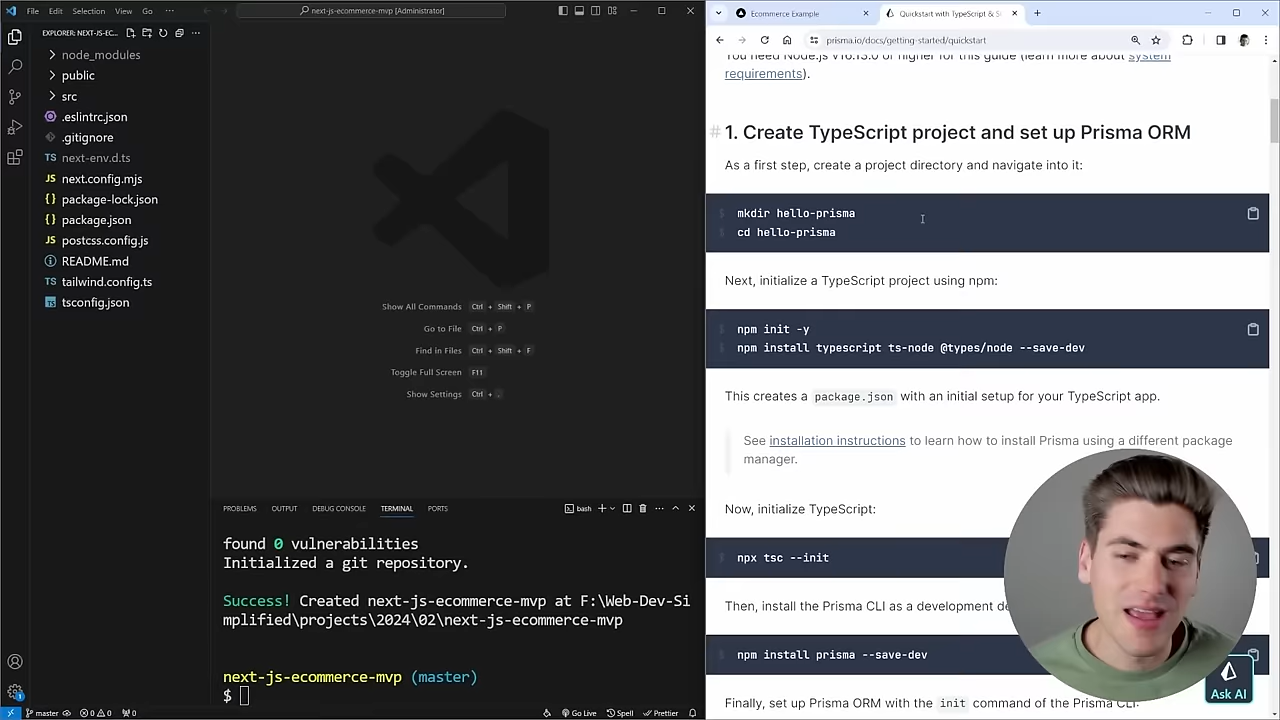 File
Edit
Selection
View
Go
next-js-ecommerce-mvp [Administrator]
EXPLORER: NEXT-JS-EC...
node_modules
public
src
.eslintrc.json
.gitignore
next-env.d.ts
next.config.mjs
package-lock.json
package.json
postcss.config.js
README.md
tailwind.config.ts
tsconfig.json
Show All Commands Ctrl + Shift + P
Go to File Ctrl + P
Find in Files Ctrl + Shift + F
Toggle Full Screen F11
Show Settings Ctrl + ,
PROBLEMS OUTPUT DEBUG CONSOLE TERMINAL PORTS
bash
found 0 vulnerabilities
Initialized a git repository.
Success! Created next-js-ecommerce-mvp at F:\Web-Dev-Si
mplified\projects\2024\02\next-js-ecommerce-mvp
next-js-ecommerce-mvp (master)
$
master 0 0 0 Go Live Spell Prettier
Ecommerce Example
Quickstart with TypeScript & S
prisma.io/docs/getting-started/quickstart
You need Node.js v16.13.0 or higher for this guide (learn more about system
requirements).
# 1. Create TypeScript project and set up Prisma ORM
As a first step, create a project directory and navigate into it:
$ mkdir hello-prisma
$ cd hello-prisma
Next, initialize a TypeScript project using npm:
$ npm init -y
$ npm install typescript ts-node @types/node --save-dev
This creates a package.json with an initial setup for your TypeScript app.
See installation instructions to learn how to install Prisma using a different package
manager.
Now, initialize TypeScript:
$ npx tsc --init
Then, install the Prisma CLI as a development de
$ npm install prisma --save-dev
Finally, set up Prisma ORM with the init command of the Prisma CLI:
Ask AI